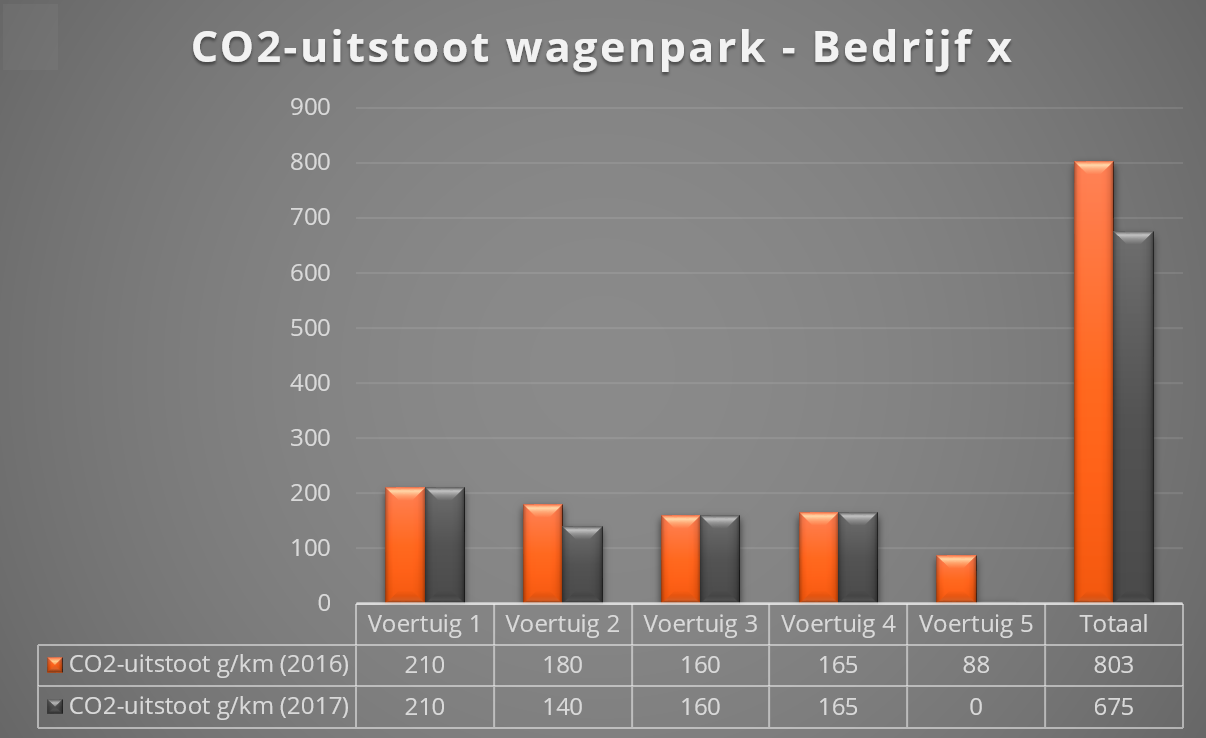 CO2-uitstoot wagenpark - Bedrijf x
900
800
700
600
500
400
300
200
100
0
Voertuig 1 Voertuig 2 Voertuig 3 Voertuig 4 Voertuig 5 Totaal
CO2-uitstoot g/km (2016) 210 180 160 165 88 803
CO2-uitstoot g/km (2017) 210 140 160 165 0 675